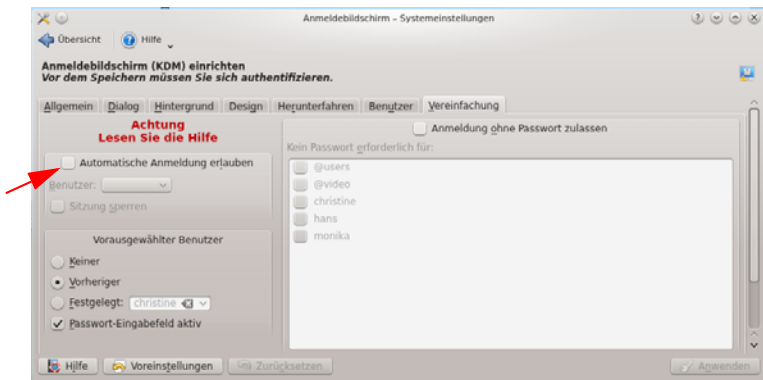 Anmeldebildschirm – Systemeinstellungen
Übersicht Hilfe
Anmeldebildschirm (KDM) einrichten
Vor dem Speichern müssen Sie sich authentifizieren.
Allgemein Dialog Hintergrund Design Herunterfahren Benutzer Vereinfachung
Achtung
Lesen Sie die Hilfe
Automatische Anmeldung erlauben
Benutzer:
Sitzung sperren
Vorausgewählter Benutzer
Keiner
Vorheriger
Festgelegt: christine
Passwort-Eingabefeld aktiv
Anmeldung ohne Passwort zulassen
Kein Passwort erforderlich für:
@users
@video
christine
hans
monika
Hilfe Voreinstellungen Zurücksetzen Anwenden